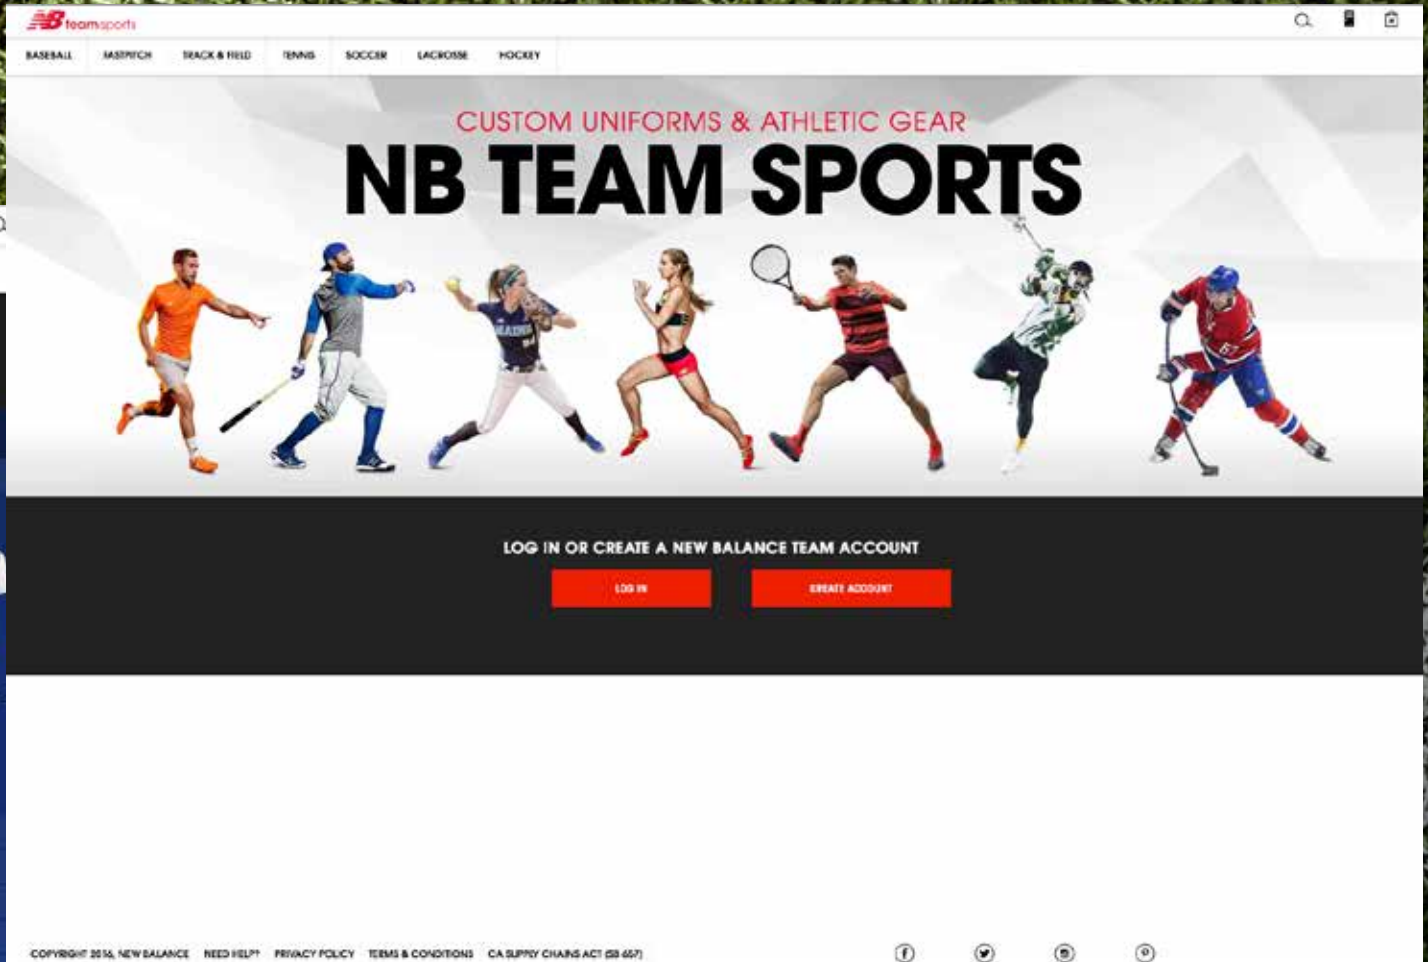 NB teamsports
BASEBALL FASTPITCH TRACK & FIELD TENNIS SOCCER LACROSSE HOCKEY
CUSTOM UNIFORMS & ATHLETIC GEAR
NB TEAM SPORTS
67
LOG IN OR CREATE A NEW BALANCE TEAM ACCOUNT
LOG IN CREATE ACCOUNT
COPYRIGHT 2016, NEW BALANCE NEED HELP? PRIVACY POLICY TERMS & CONDITIONS CA SUPPLY CHAINS ACT (SB 657)